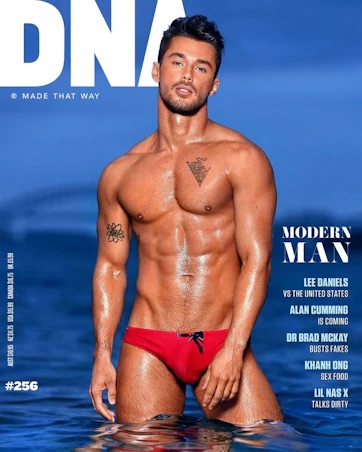 DNA
® MADE THAT WAY
MODERN
MAN
LEE DANIELS
VS THE UNITED STATES
ALAN CUMMING
IS COMING
DR BRAD MCKAY
BUSTS FAKES
KHANH ONG
SEX FOOD
LIL NAS X
TALKS DIRTY
#256